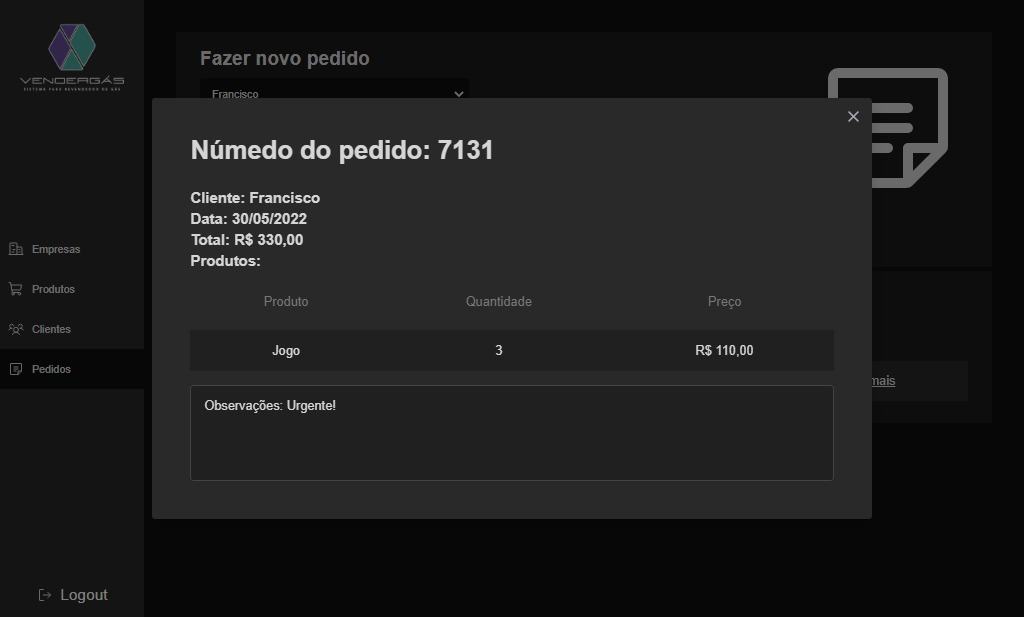 VENDERGÁS
SISTEMA PARA REVENDEDOR DE GÁS
Empresas
Produtos
Clientes
Pedidos
Logout
Fazer novo pedido
Francisco
Númedo do pedido: 7131
Cliente: Francisco
Data: 30/05/2022
Total: R$ 330,00
Produtos:
Produto Quantidade Preço
Jogo 3 R$ 110,00
Observações: Urgente!
mais